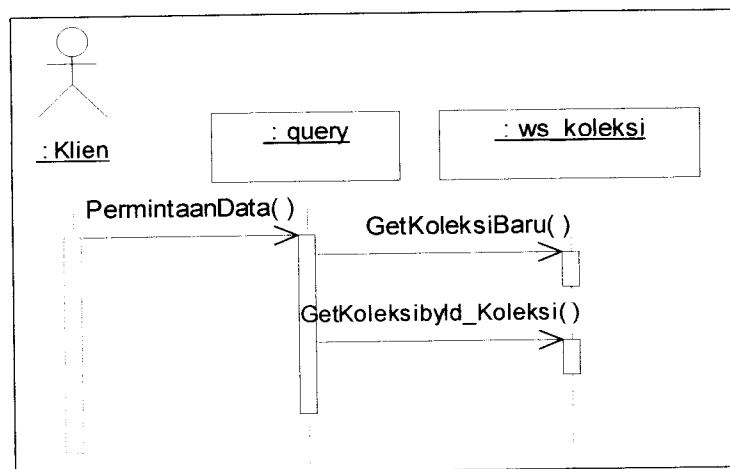 : Klien
: query
: ws_koleksi
PermintaanData( )
GetKoleksiBaru( )
GetKoleksibyId_Koleksi( )